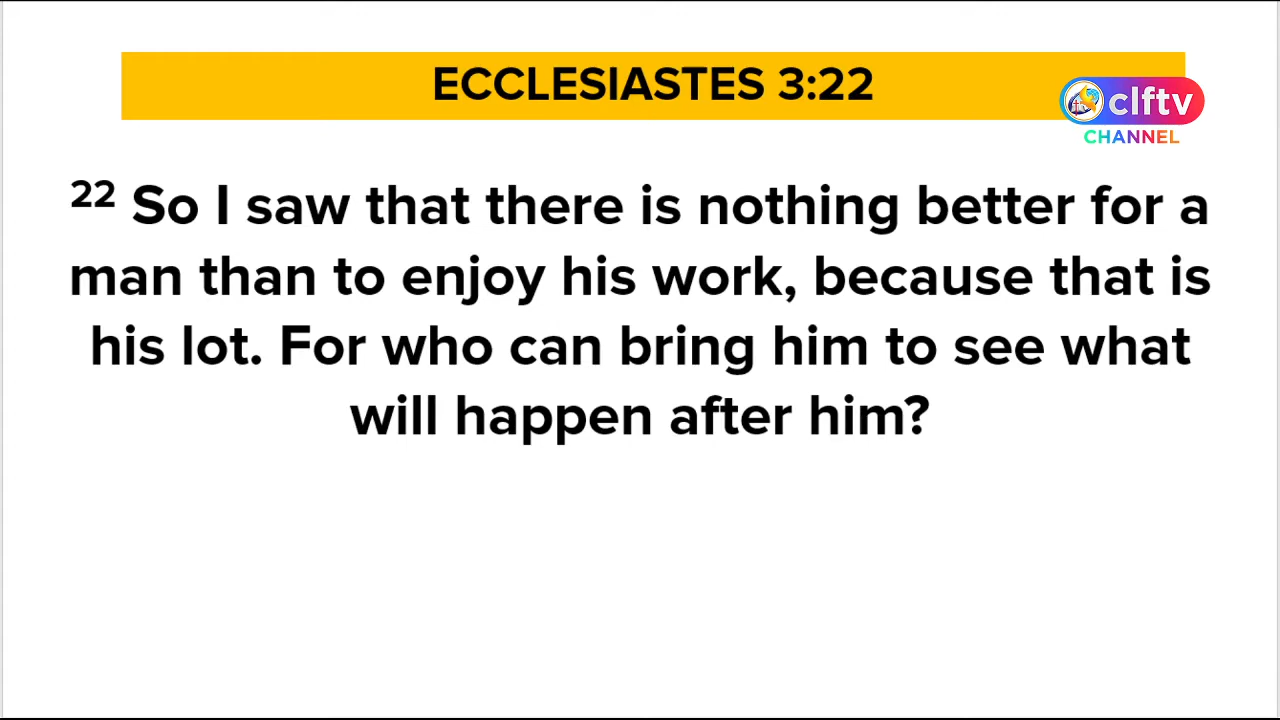 ECCLESIASTES 3:22
clftv
CHANNEL
22 So I saw that there is nothing better for a
man than to enjoy his work, because that is
his lot. For who can bring him to see what
will happen after him?